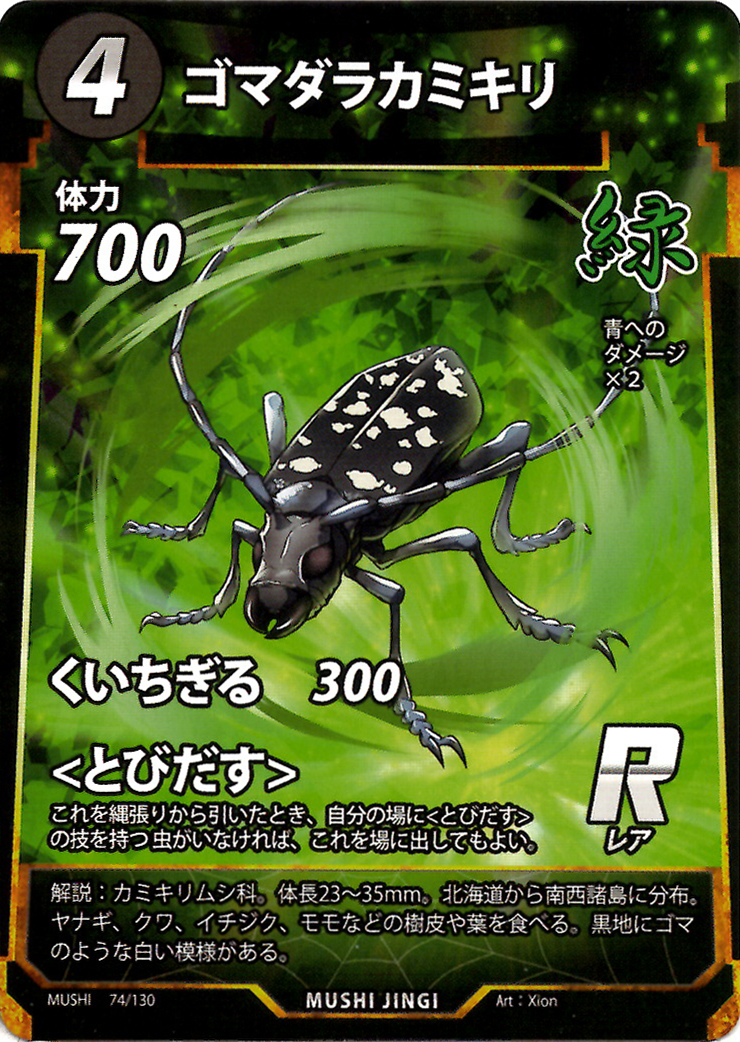 4
ゴマダラカミキリ
体力
700
緑
青への
ダメージ
×2
くいちぎる 300
<とびだす>
これを縄張りから引いたとき、自分の場に<とびだす>
の技を持つ虫がいなければ、これを場に出してもよい。
R
レア
解説：カミキリムシ科。体長23〜35mm。北海道から南西諸島に分布。
ヤナギ、クワ、イチジク、モモなどの樹皮や葉を食べる。黒地にゴマ
のような白い模様がある。
MUSHI 74/130 MUSHI JINGI Art：Xion